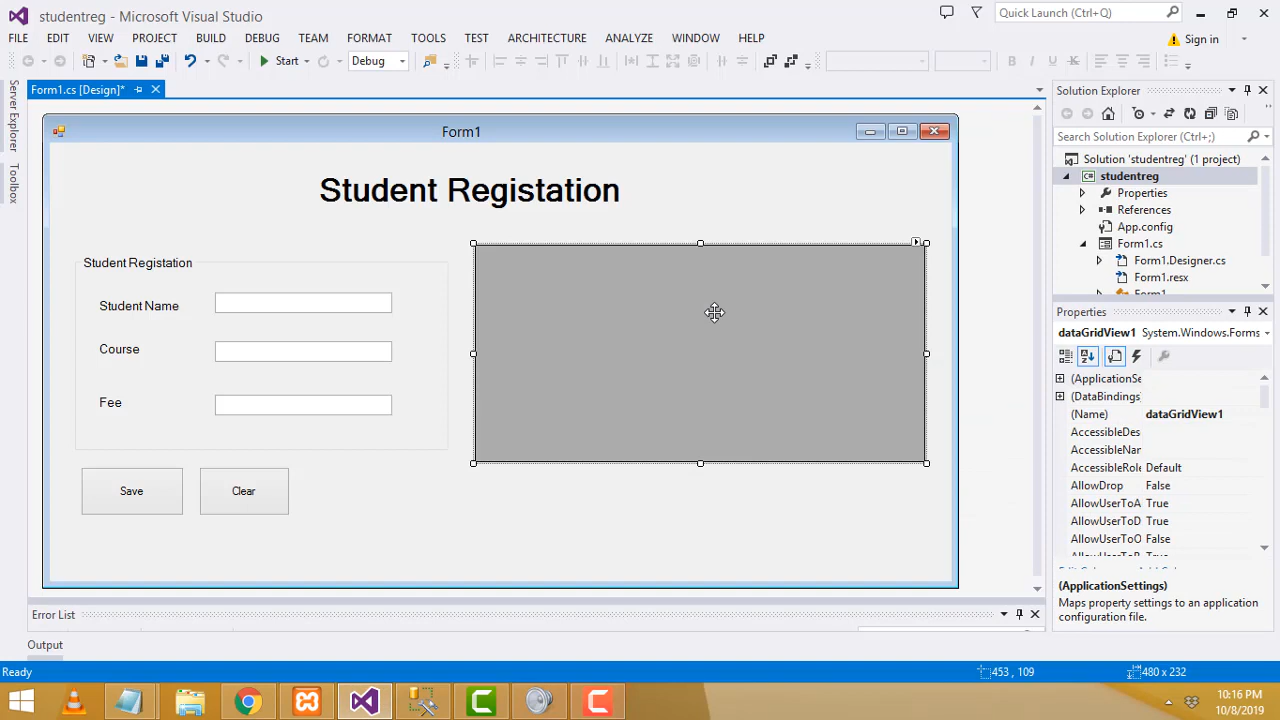 studentreg - Microsoft Visual Studio
Quick Launch (Ctrl+Q)
FILE EDIT VIEW PROJECT BUILD DEBUG TEAM FORMAT TOOLS TEST ARCHITECTURE ANALYZE WINDOW HELP
Sign in
Start
Debug
Server Explorer
Toolbox
Form1.cs [Design]*
Form1
Student Registation
Student Registation
Student Name
Course
Fee
Save
Clear
Solution Explorer
Search Solution Explorer (Ctrl+;)
Solution 'studentreg' (1 project)
studentreg
Properties
References
App.config
Form1.cs
Form1.Designer.cs
Form1.resx
Form1
Properties
dataGridView1 System.Windows.Forms
(ApplicationSe
(DataBindings
(Name) dataGridView1
AccessibleDes
AccessibleNar
AccessibleRole Default
AllowDrop False
AllowUserToA True
AllowUserToD True
AllowUserToO False
(ApplicationSettings)
Maps property settings to an application
configuration file.
Error List
Output
Ready
453 , 109
480 x 232
10:16 PM
10/8/2019